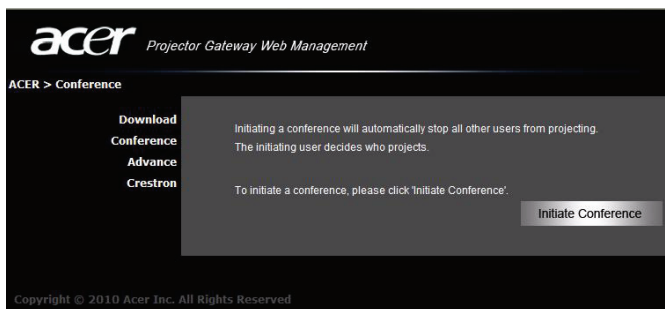 acer Projector Gateway Web Management
ACER > Conference
Download
Conference
Advance
Crestron
Initiating a conference will automatically stop all other users from projecting.
The initiating user decides who projects.
To initiate a conference, please click 'Initiate Conference'.
Initiate Conference
Copyright © 2010 Acer Inc. All Rights Reserved